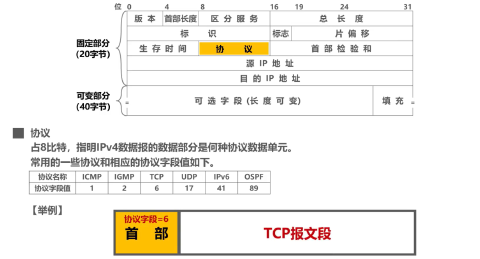 位 0 4 8 16 19 24 31
版 本 首部长度 区 分 服 务 总 长 度
标 识 标志 片 偏 移
生 存 时 间 协 议 首 部 检 验 和
源 IP 地 址
目 的 IP 地 址
可 选 字 段 (长 度 可 变) 填 充
固定部分
(20字节)
可变部分
(40字节)
协议
占8比特，指明IPv4数据报的数据部分是何种协议数据单元。
常用的一些协议和相应的协议字段值如下。
协议名称 ICMP IGMP TCP UDP IPv6 OSPF
协议字段值 1 2 6 17 41 89
【举例】
协议字段=6
首 部 TCP报文段